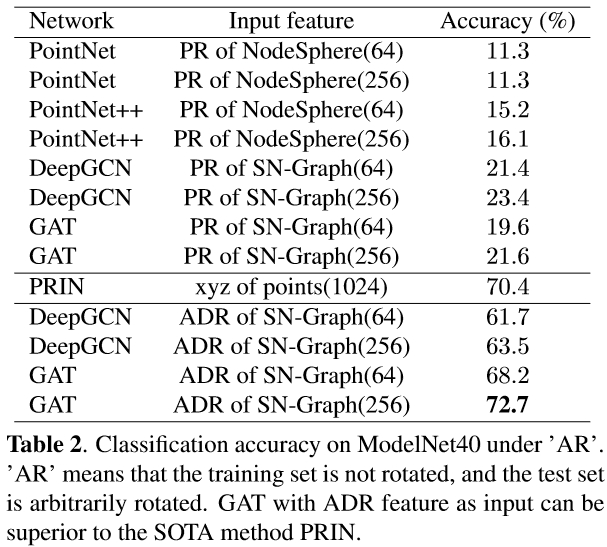 Network Input feature Accuracy (%)
PointNet PR of NodeSphere(64) 11.3
PointNet PR of NodeSphere(256) 11.3
PointNet++ PR of NodeSphere(64) 15.2
PointNet++ PR of NodeSphere(256) 16.1
DeepGCN PR of SN-Graph(64) 21.4
DeepGCN PR of SN-Graph(256) 23.4
GAT PR of SN-Graph(64) 19.6
GAT PR of SN-Graph(256) 21.6
PRIN xyz of points(1024) 70.4
DeepGCN ADR of SN-Graph(64) 61.7
DeepGCN ADR of SN-Graph(256) 63.5
GAT ADR of SN-Graph(64) 68.2
GAT ADR of SN-Graph(256) 72.7
Table 2. Classification accuracy on ModelNet40 under ’AR’.
’AR’ means that the training set is not rotated, and the test set
is arbitrarily rotated. GAT with ADR feature as input can be
superior to the SOTA method PRIN.